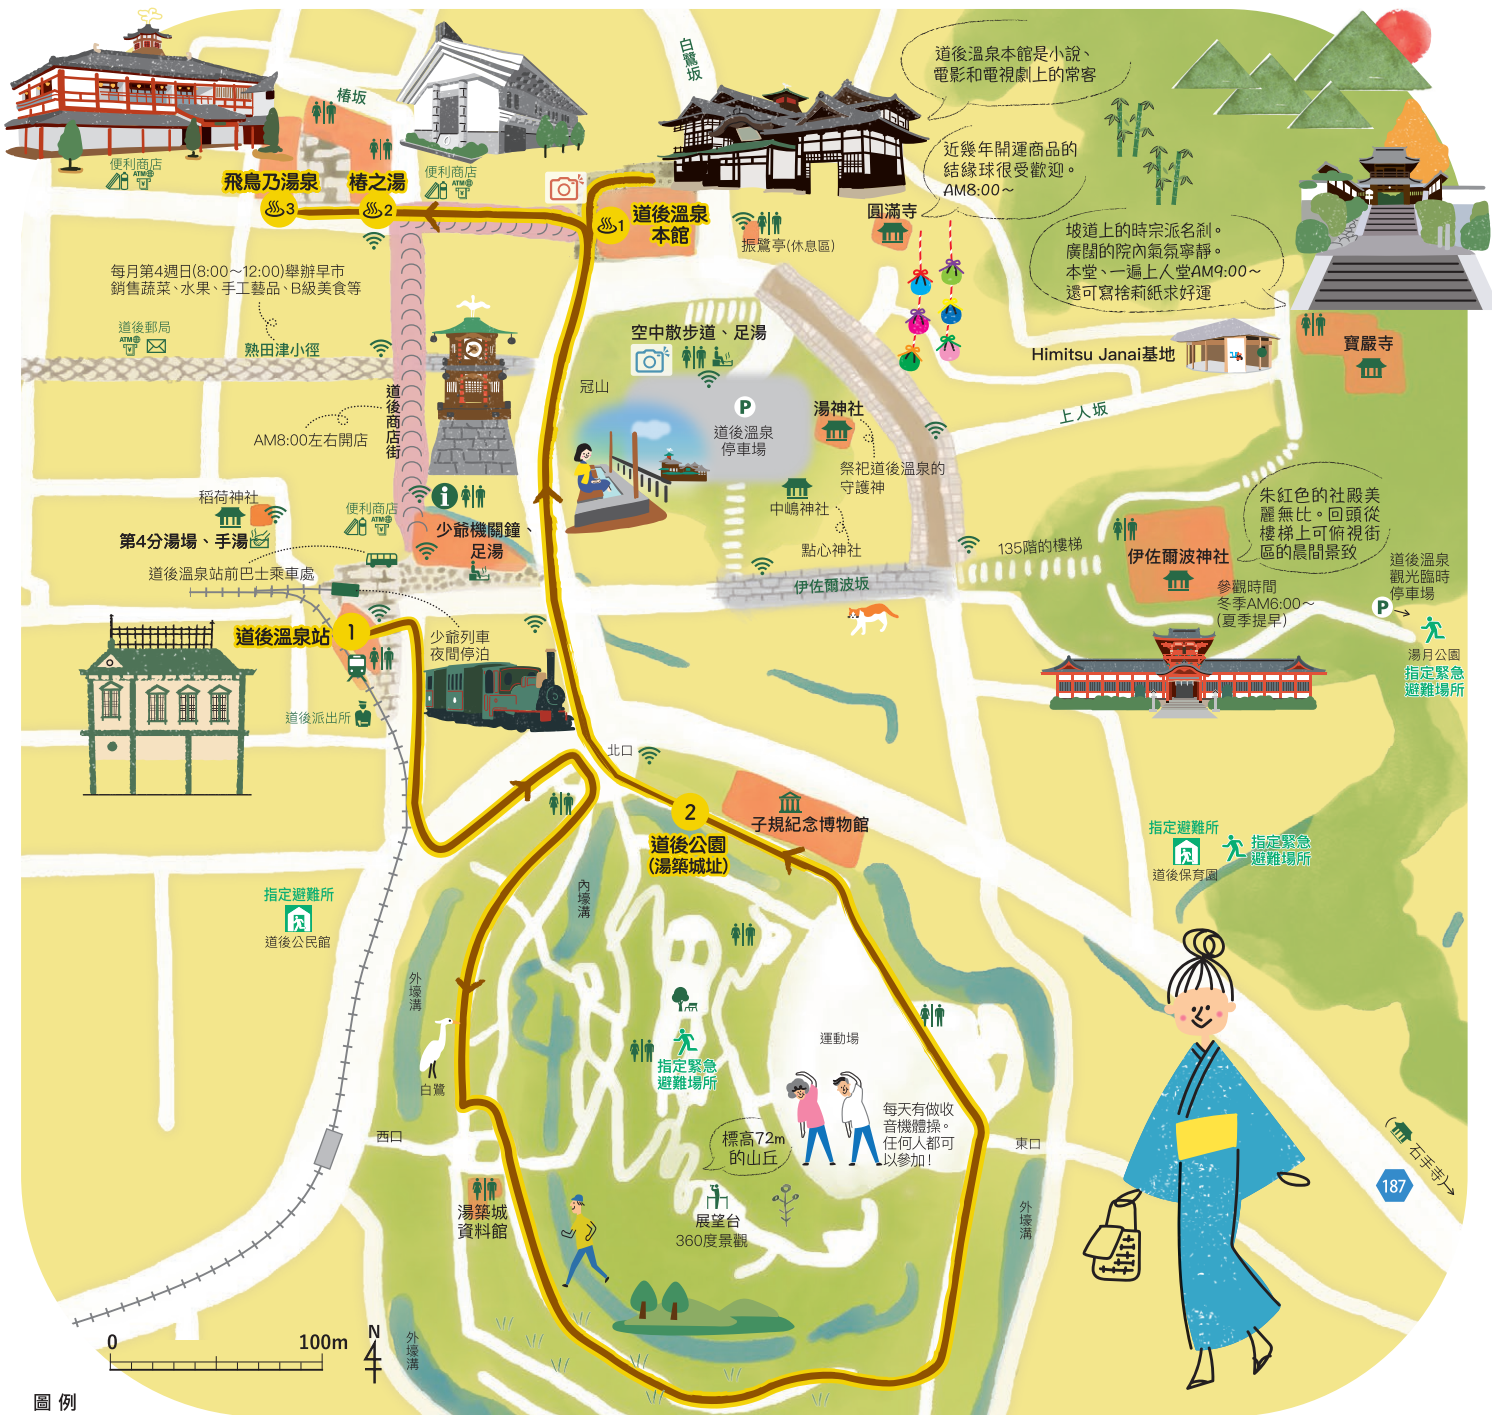 白鷺坂
道後溫泉本館是小說、
電影和電視劇上的常客
椿坂
近幾年開運商品的
結緣球很受歡迎。
AM8:00～
便利商店
ATM
便利商店
ATM
飛鳥乃湯泉
椿之湯
3
2
1
道後溫泉
本館
圓滿寺
振鷺亭(休息區)
坡道上的時宗派名剎。
廣闊的院內氣氛寧靜。
本堂、一遍上人堂AM9:00～
還可寫捨莉紙求好運
每月第4週日(8:00～12:00)舉辦早市
銷售蔬菜、水果、手工藝品、B級美食等
道後郵局
ATM
熟田津小徑
空中散步道、足湯
Himitsu Janai基地
寶嚴寺
冠山
P
道後溫泉
停車場
湯神社
上人坂
道後商店街
AM8:00左右開店
祭祀道後溫泉的
守護神
中嶋神社
點心神社
稻荷神社
第4分湯場、手湯
便利商店
ATM
i
少爺機關鐘、
足湯
道後溫泉站前巴士乘車處
135階的樓梯
伊佐爾波坂
朱紅色的社殿美
麗無比。回頭從
樓梯上可俯視街
區的晨間景致
伊佐爾波神社
參觀時間
冬季AM6:00～
(夏季提早)
道後溫泉
觀光臨時
停車場
P
湯月公園
指定緊急
避難場所
道後溫泉站
1
少爺列車
夜間停泊
道後派出所
北口
2
道後公園
(湯築城址)
子規紀念博物館
指定避難所
道後保育園
指定緊急
避難場所
指定避難所
道後公民館
內壕溝
外壕溝
白鷺
指定緊急
避難場所
運動場
每天有做收
音機體操。
任何人都可
以參加！
標高72m
的山丘
西口
東口
湯築城
資料館
展望台
360度景觀
外壕溝
外壕溝
(石手寺)
187
0
100m
N
圖例